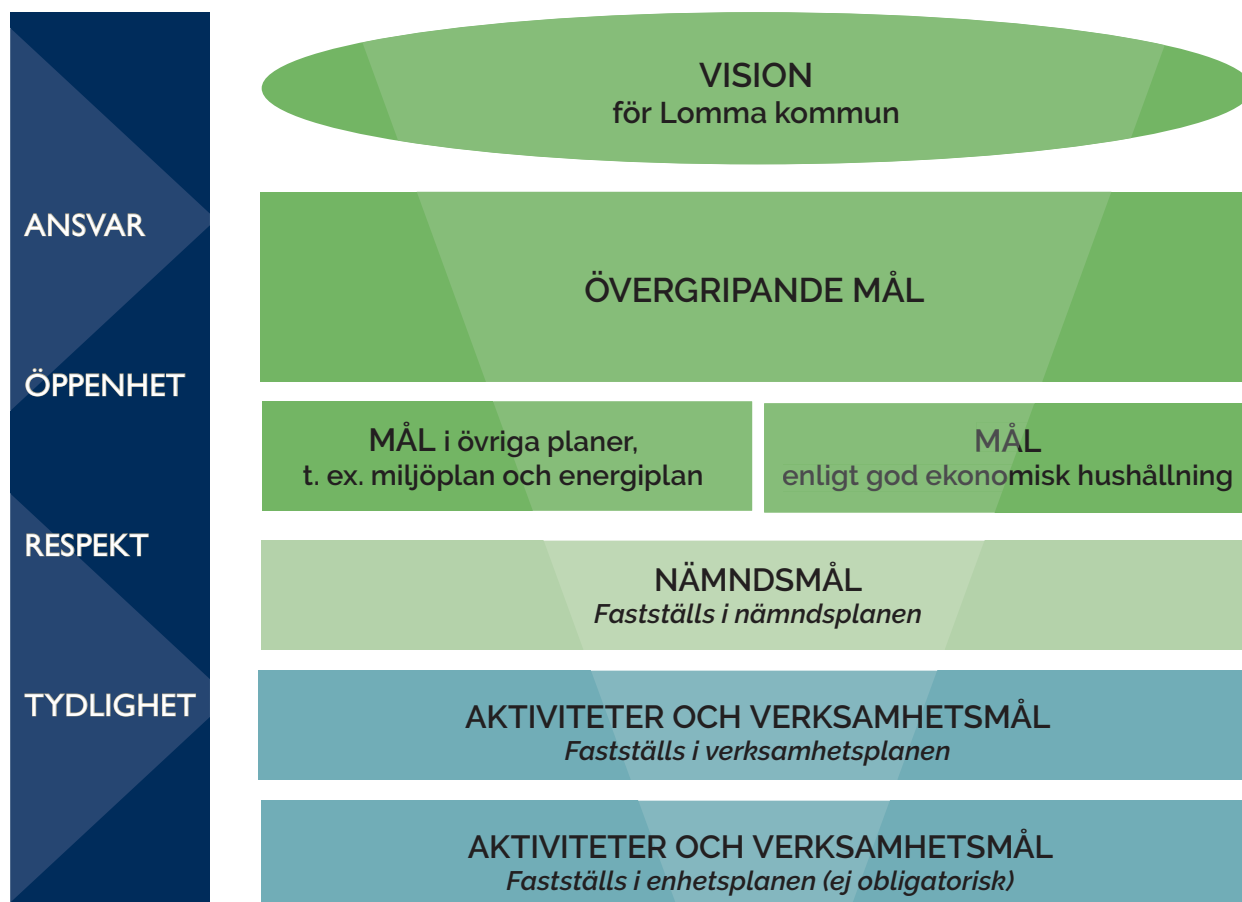 ANSVAR
ÖPPENHET
RESPEKT
TYDLIGHET
VISION
för Lomma kommun
ÖVERGRIPANDE MÅL
MÅL i övriga planer,
t. ex. miljöplan och energiplan
MÅL
enligt god ekonomisk hushållning
NÄMNDSMÅL
Fastställs i nämndsplanen
AKTIVITETER OCH VERKSAMHETSMÅL
Fastställs i verksamhetsplanen
AKTIVITETER OCH VERKSAMHETSMÅL
Fastställs i enhetsplanen (ej obligatorisk)